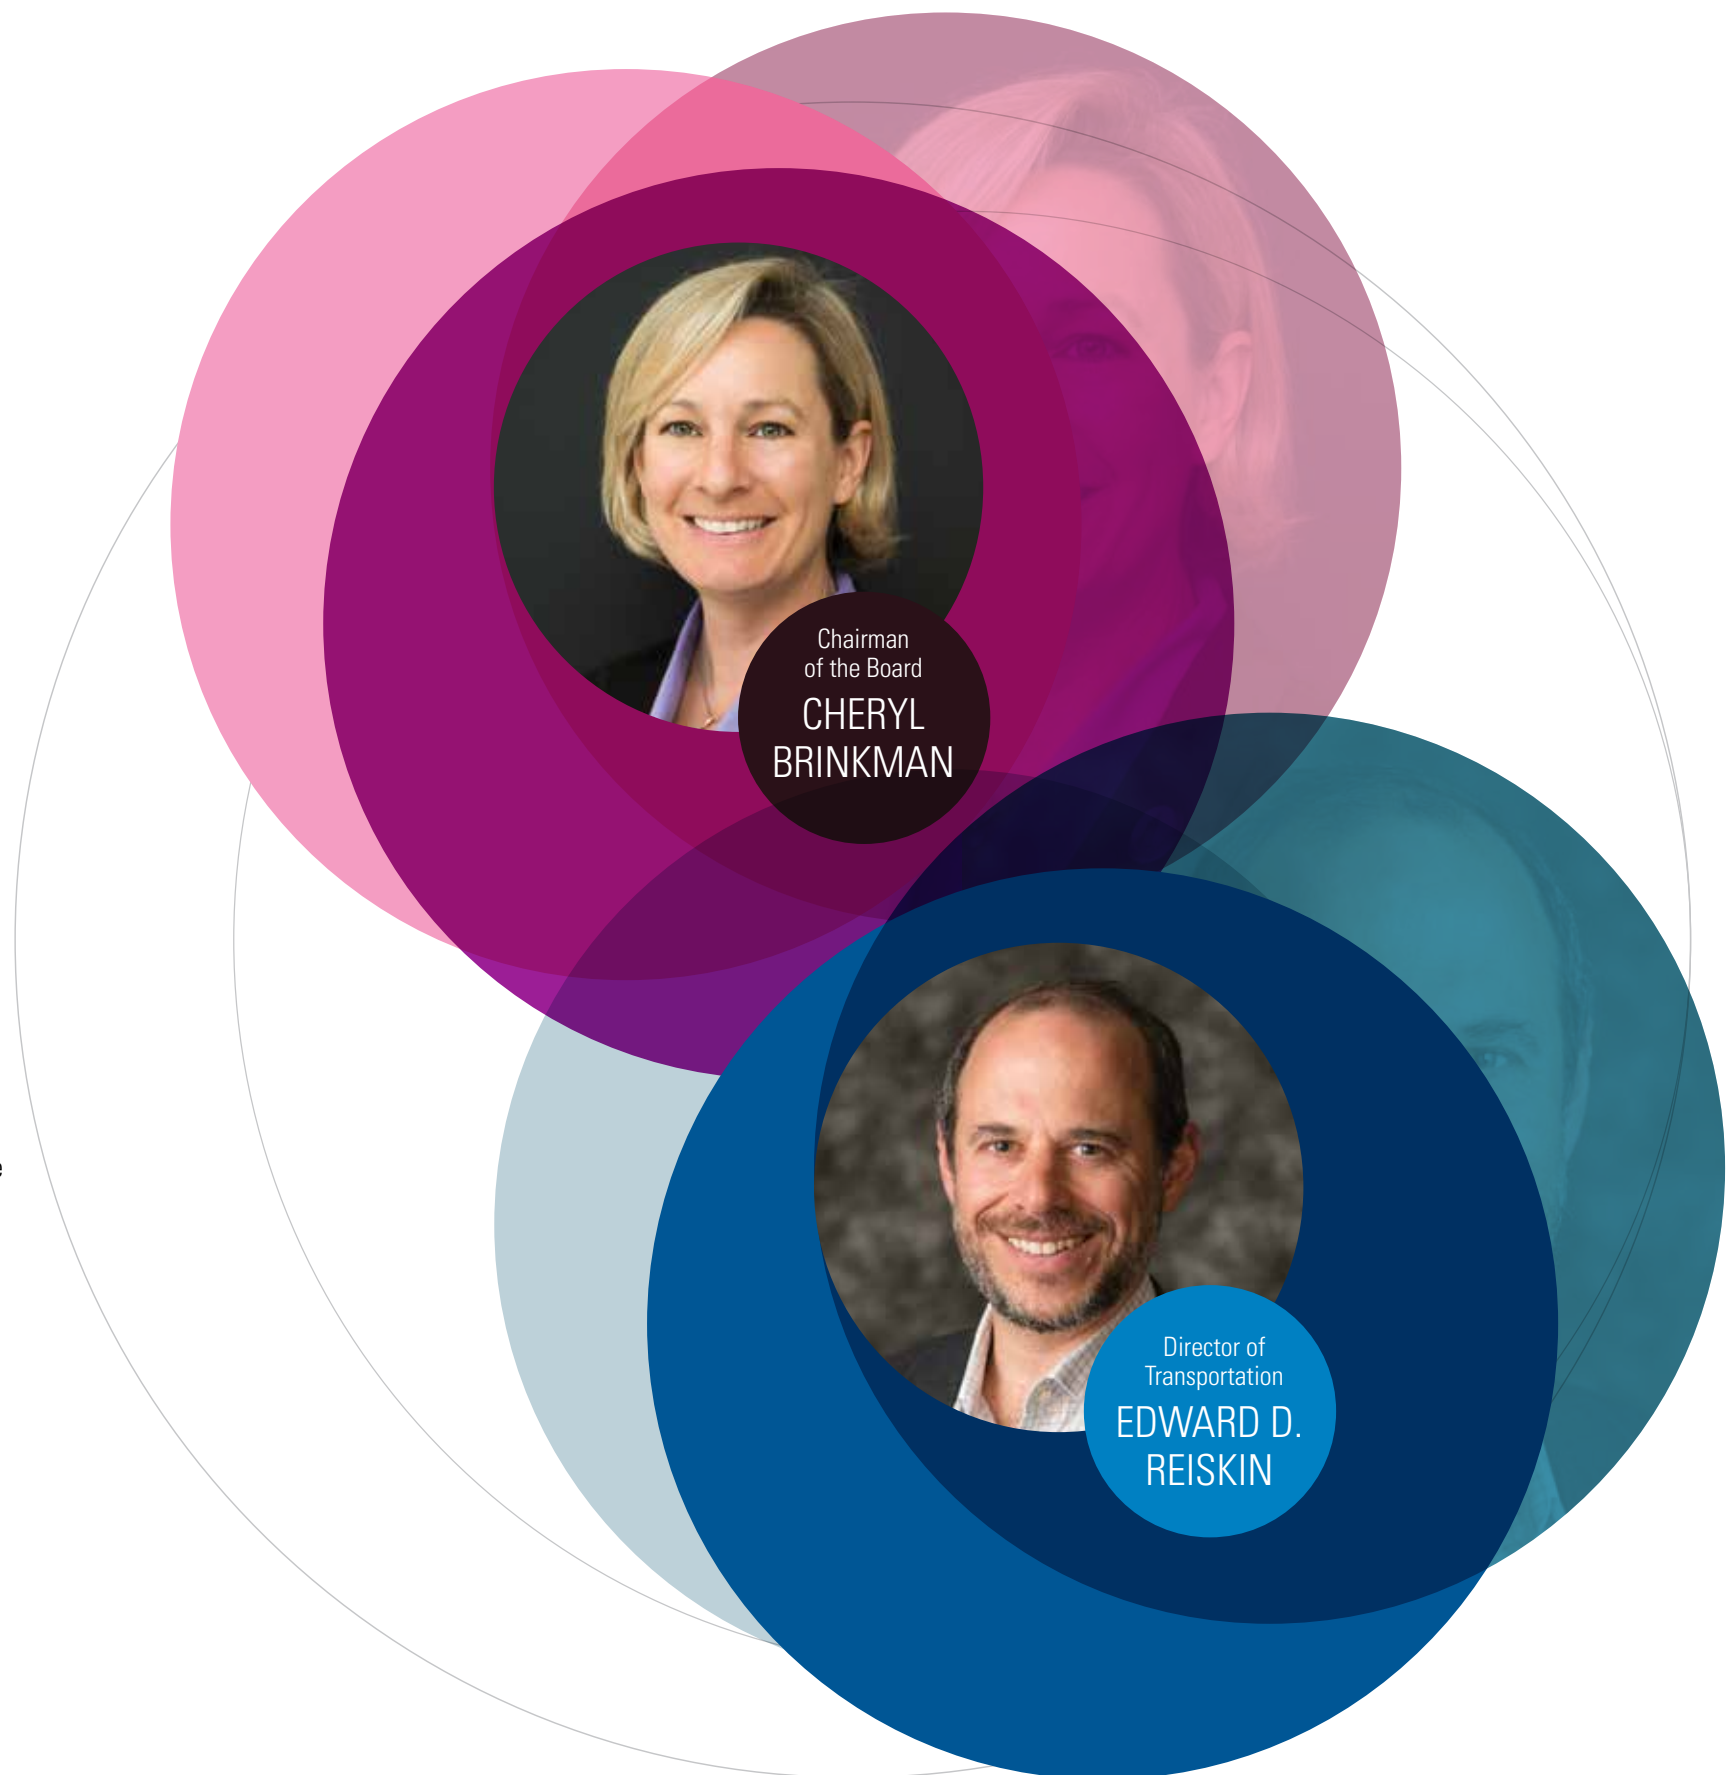 Chairman
of the Board
CHERYL
BRINKMAN
e
Director of
Transportation
EDWARD D.
REISKIN